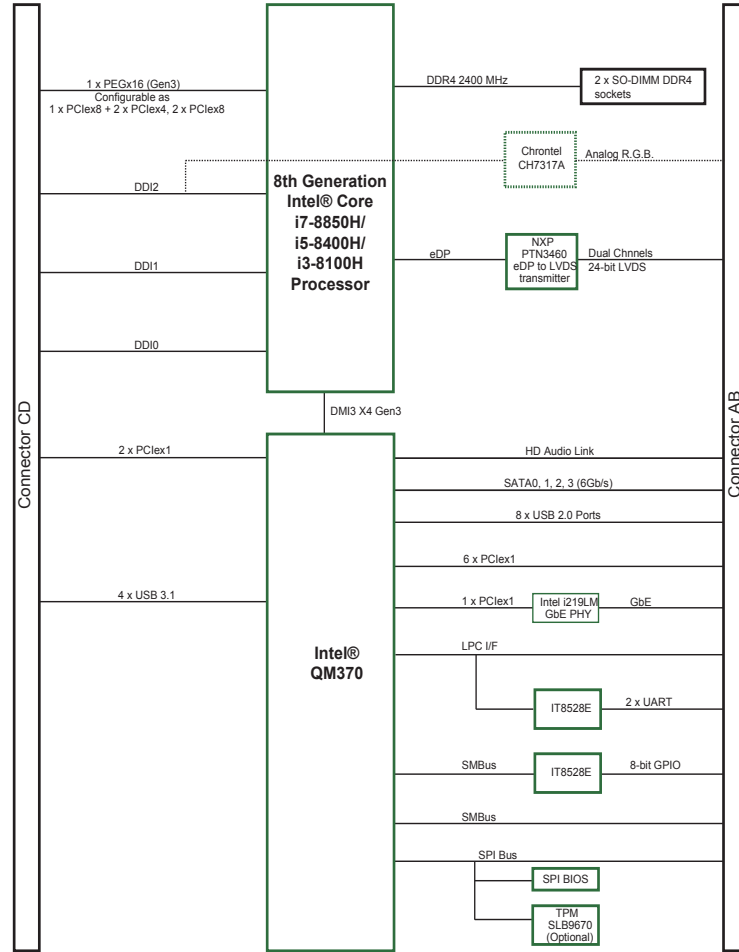 1 x PEGx16 (Gen3)
Configurable as
1 x PCIex8 + 2 x PCIex4, 2 x PCIex8
DDI2
DDI1
DDI0
Connector CD
2 x PCIex1
4 x USB 3.1
8th Generation
Intel® Core
i7-8850H/
i5-8400H/
i3-8100H
Processor
DMI3 X4 Gen3
Intel®
QM370
DDR4 2400 MHz
2 x SO-DIMM DDR4
sockets
Chrontel
CH7317A
Analog R.G.B.
eDP
NXP
PTN3460
eDP to LVDS
transmitter
Dual Chnnels
24-bit LVDS
HD Audio Link
SATA0, 1, 2, 3 (6Gb/s)
8 x USB 2.0 Ports
6 x PCIex1
1 x PCIex1
Intel i219LM
GbE PHY
GbE
LPC I/F
IT8528E
2 x UART
SMBus
IT8528E
8-bit GPIO
SMBus
SPI Bus
SPI BIOS
TPM
SLB9670
(Optional)
Connector AB